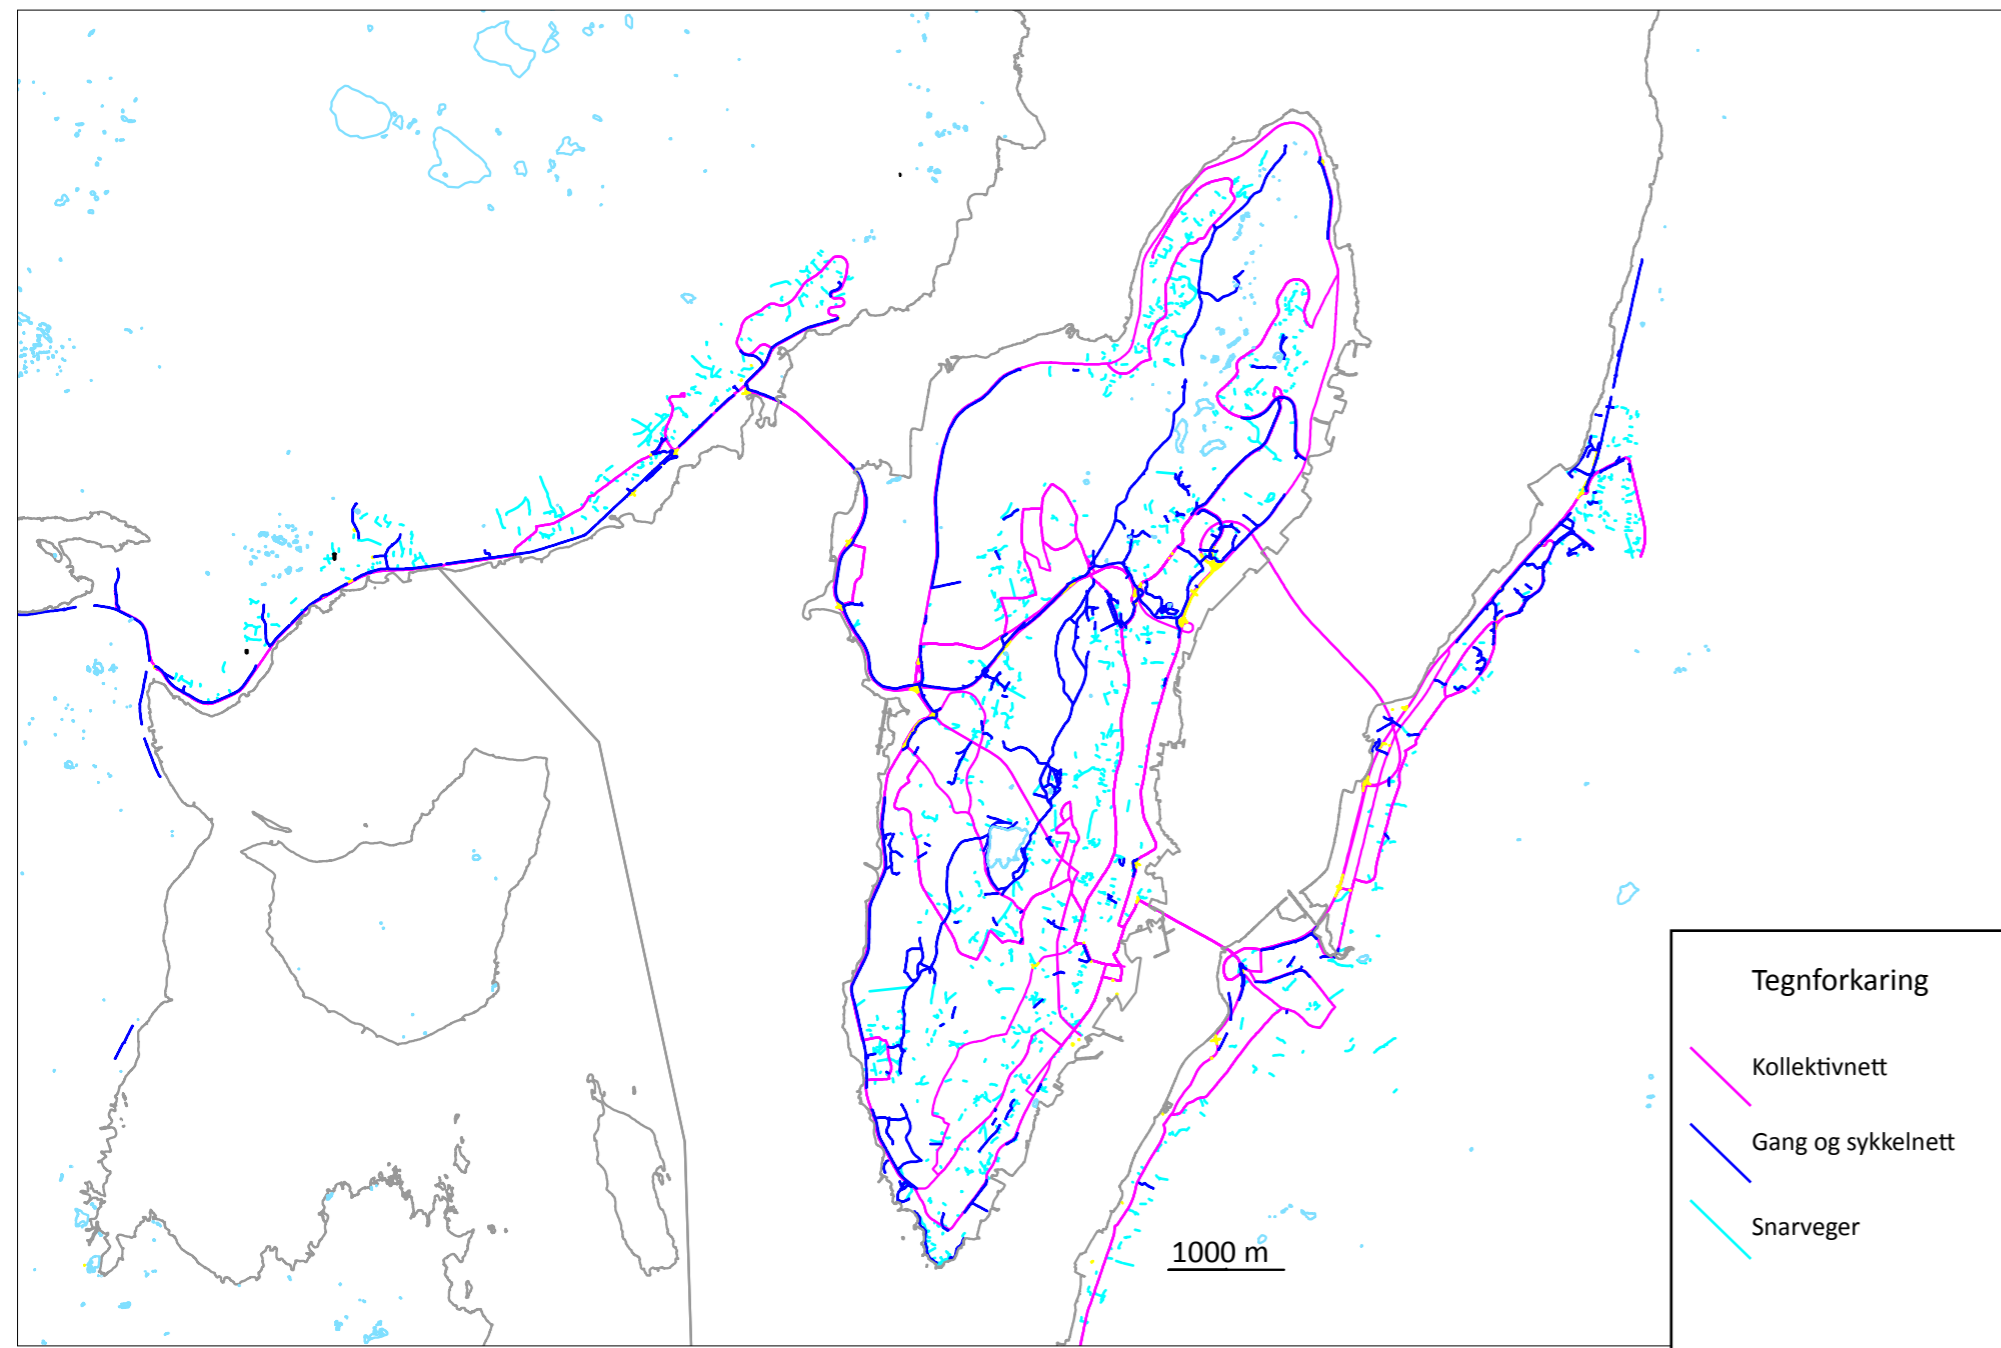 Tegnforkaring
Kollektivnett
Gang og sykkelnett
Snarveger
1000 m